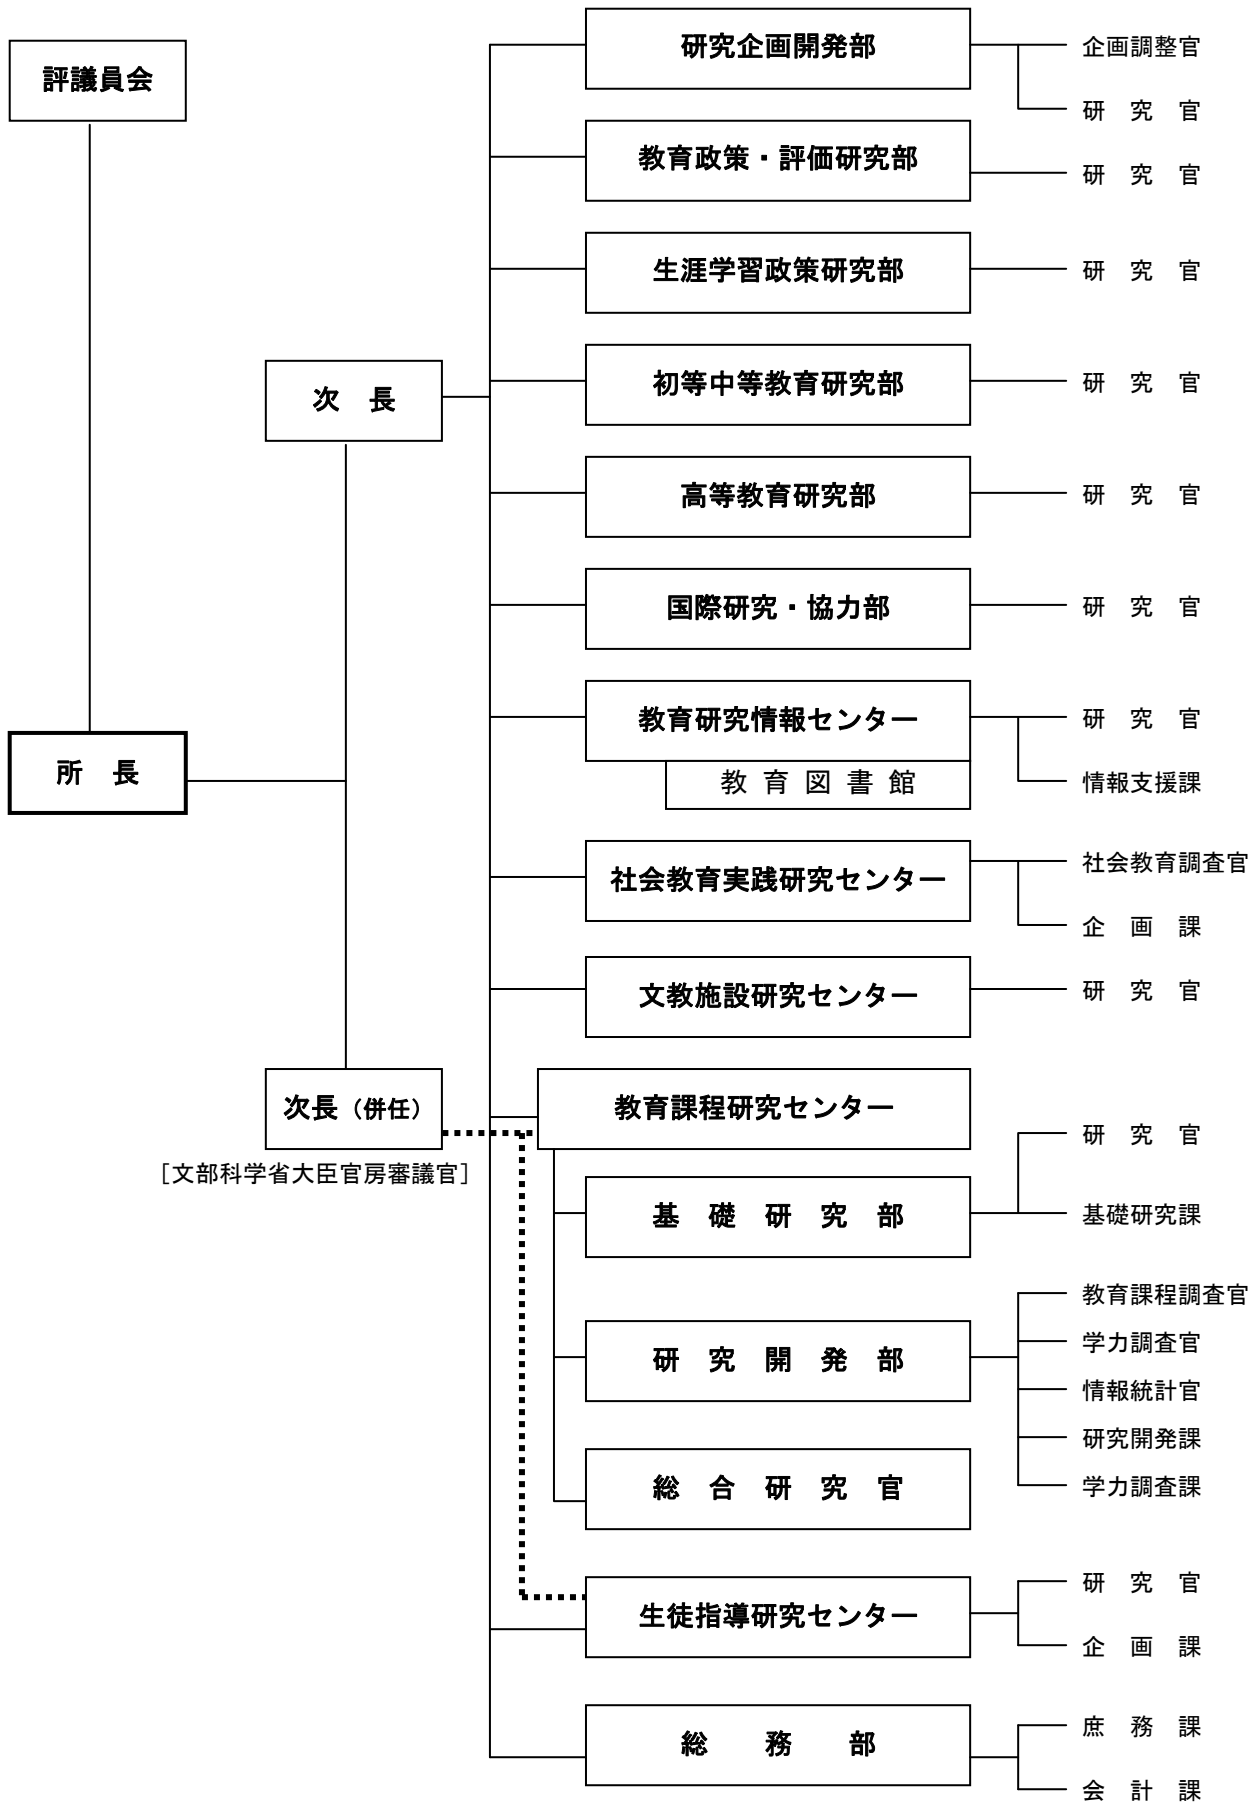 評議員会
所　長
次　長
次長（併任）
［文部科学省大臣官房審議官］
研究企画開発部
企画調整官
研　究　官
教育政策・評価研究部
研　究　官
生涯学習政策研究部
研　究　官
初等中等教育研究部
研　究　官
高等教育研究部
研　究　官
国際研究・協力部
研　究　官
教育研究情報センター
教 育 図 書 館
研　究　官
情報支援課
社会教育実践研究センター
社会教育調査官
企　画　課
文教施設研究センター
研　究　官
教育課程研究センター
基　礎　研　究　部
研　究　官
基礎研究課
研　究　開　発　部
教育課程調査官
学力調査官
情報統計官
研究開発課
学力調査課
総　合　研　究　官
生徒指導研究センター
研　究　官
企　画　課
総　　務　　部
庶　務　課
会　計　課